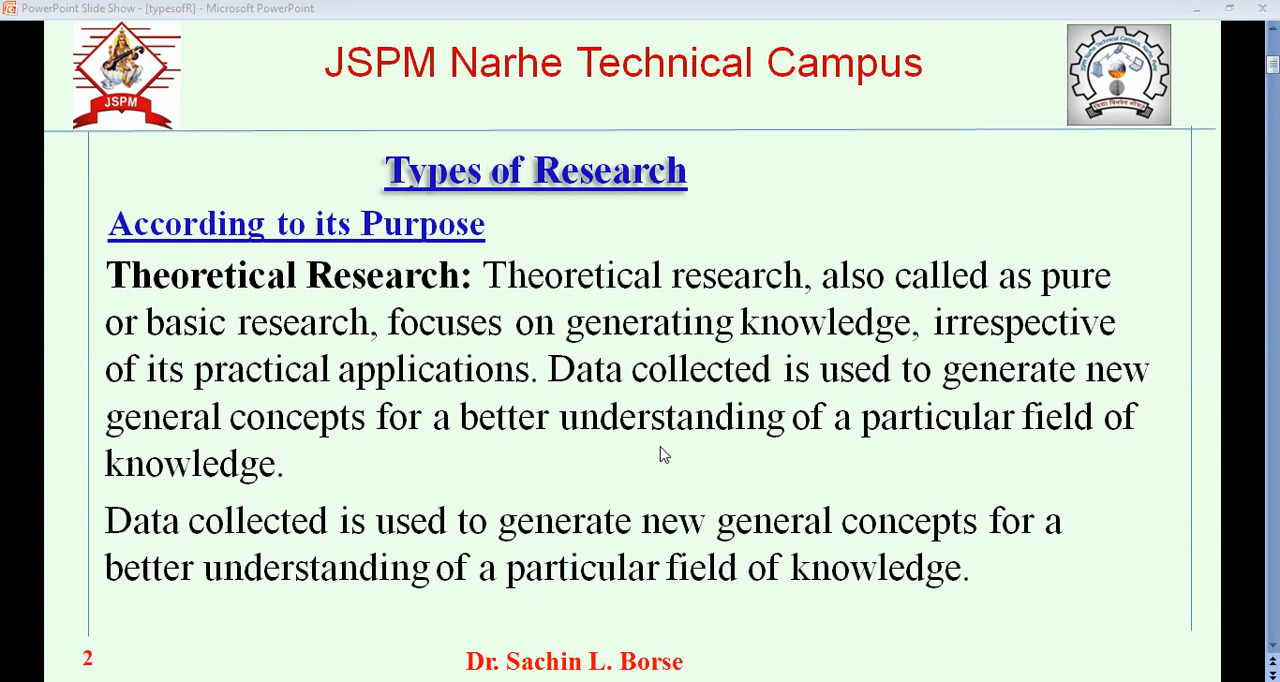 PowerPoint Slide Show - [typesofR] - Microsoft PowerPoint
JSPM Narhe Technical Campus
JSPM
Types of Research
According to its Purpose
Theoretical Research: Theoretical research, also called as pure
or basic research, focuses on generating knowledge, irrespective
of its practical applications. Data collected is used to generate new
general concepts for a better understanding of a particular field of
knowledge.
Data collected is used to generate new general concepts for a
better understanding of a particular field of knowledge.
2
Dr. Sachin L. Borse